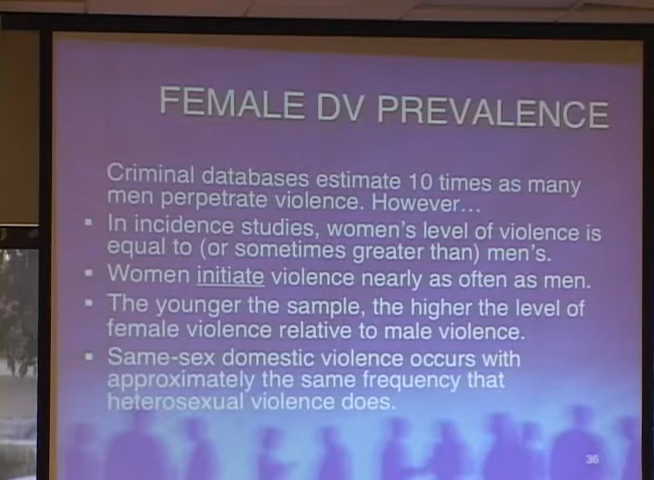 FEMALE DV PREVALENCE
Criminal databases estimate 10 times as many
men perpetrate violence. However...
▪ In incidence studies, women's level of violence is
equal to (or sometimes greater than) men's.
▪ Women initiate violence nearly as often as men.
▪ The younger the sample, the higher the level of
female violence relative to male violence.
▪ Same-sex domestic violence occurs with
approximately the same frequency that
heterosexual violence does.
36